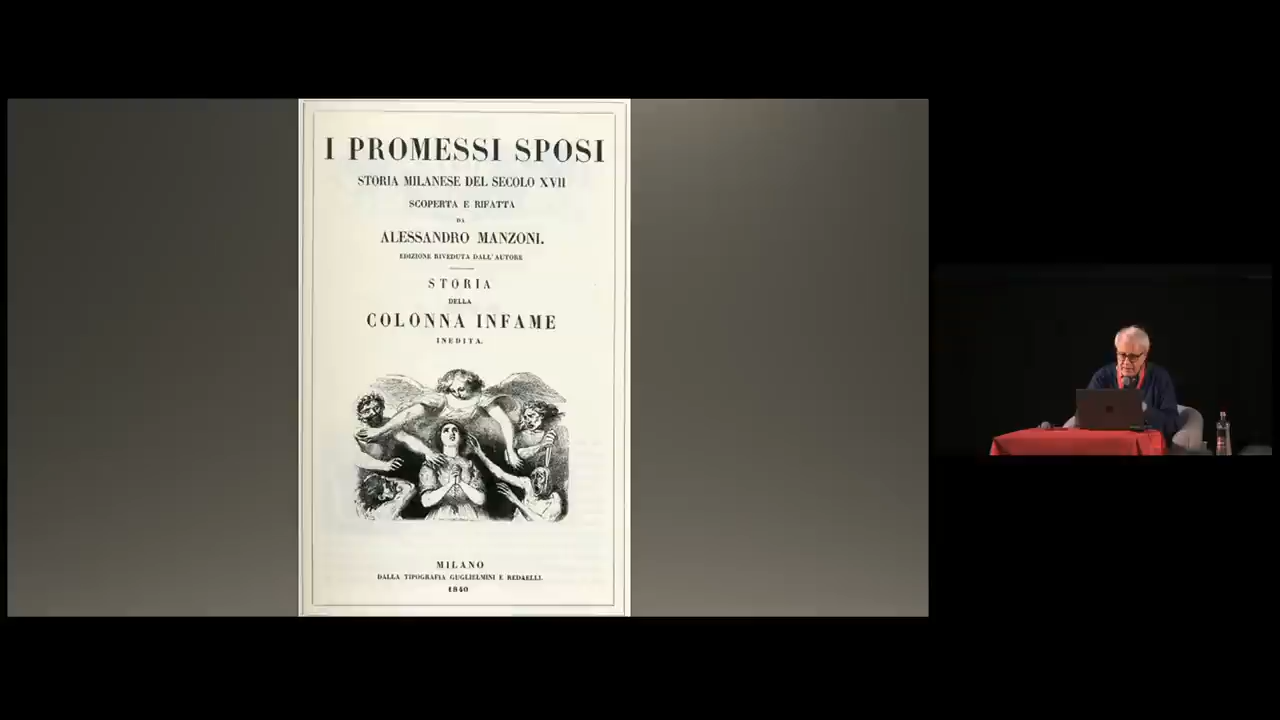 I PROMESSI SPOSI
STORIA MILANESE DEL SECOLO XVII
SCOPERTA E RIFATTA
DA
ALESSANDRO MANZONI.
EDIZIONE RIVEDUTA DALL'AUTORE
STORIA
DELLA
COLONNA INFAME
INEDITA.
MILANO
DALLA TIPOGRAFIA GUGLIELMINI E REDAELLI.
1840